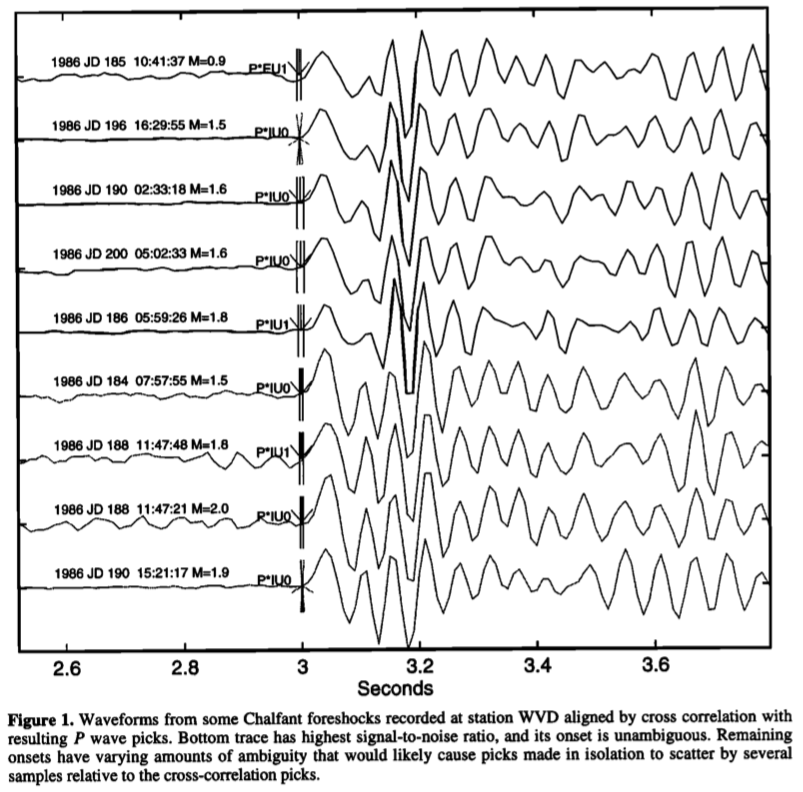 1986 JD 185 10:41:37 M=0.9 P*EU1
1986 JD 196 16:29:55 M=1.5 P*IU0
1986 JD 190 02:33:18 M=1.6 P*IU0
1986 JD 200 05:02:33 M=1.6 P*IU0
1986 JD 186 05:59:26 M=1.8 P*IU1
1986 JD 184 07:57:55 M=1.5 P*IU0
1986 JD 188 11:47:48 M=1.8 P*IU1
1986 JD 188 11:47:21 M=2.0 P*IU0
1986 JD 190 15:21:17 M=1.9 P*IU0
2.6 2.8 3 3.2 3.4 3.6
Seconds
Figure 1. Waveforms from some Chalfant foreshocks recorded at station WVD aligned by cross correlation with
resulting P wave picks. Bottom trace has highest signal-to-noise ratio, and its onset is unambiguous. Remaining
onsets have varying amounts of ambiguity that would likely cause picks made in isolation to scatter by several
samples relative to the cross-correlation picks.